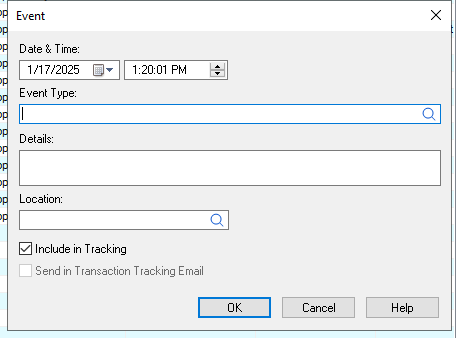 Event
Date & Time:
1/17/2025 1:20:01 PM
Event Type:
Details:
Location:
Include in Tracking
Send in Transaction Tracking Email
OK Cancel Help